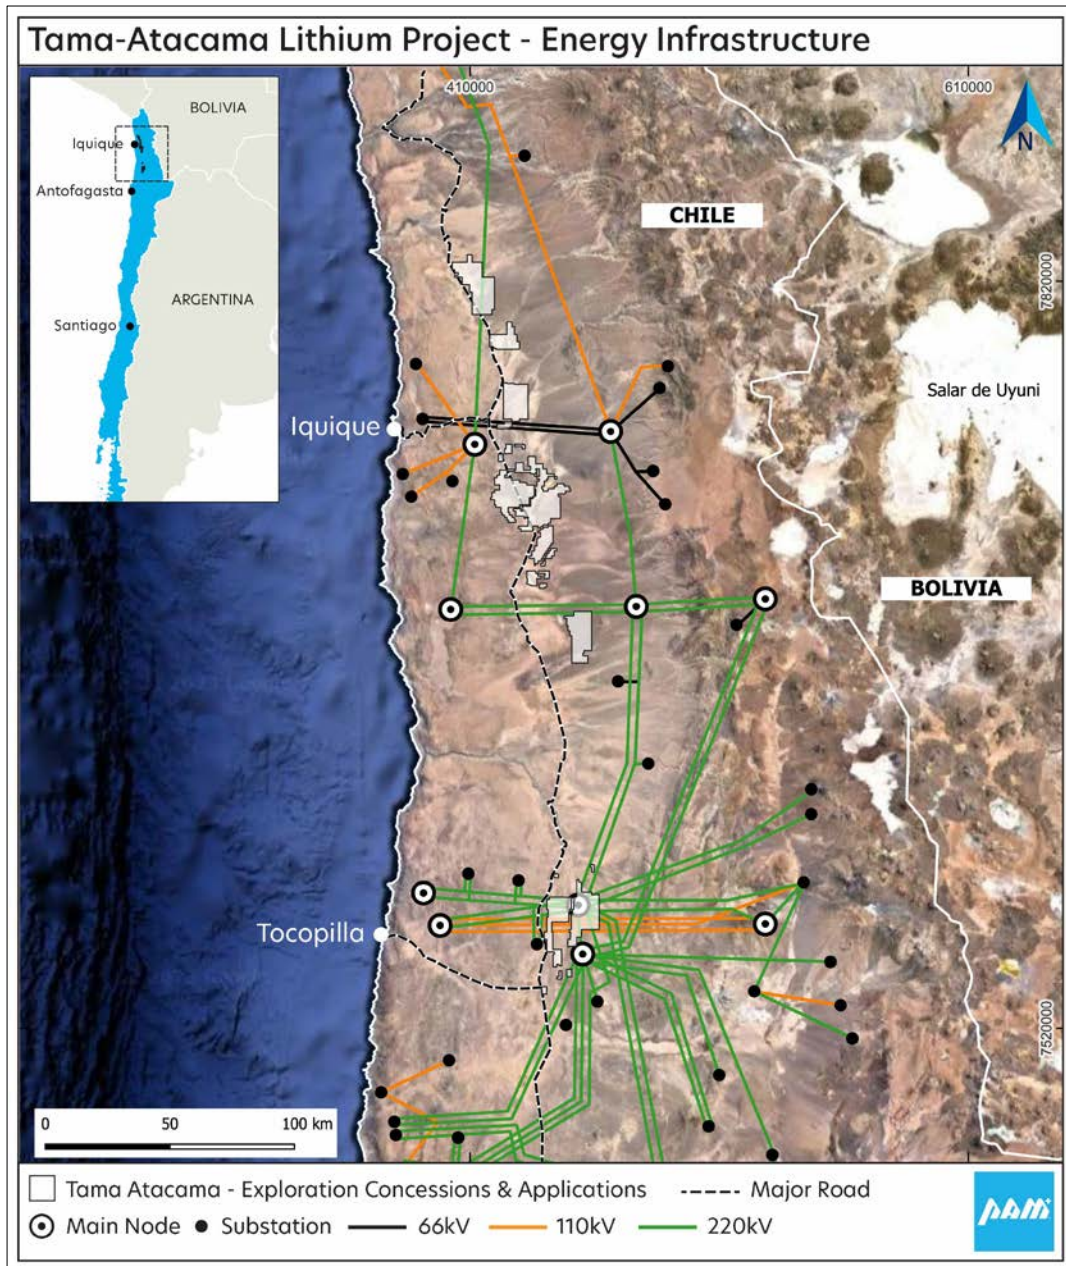 Tama-Atacama Lithium Project - Energy Infrastructure
410000
610000
BOLIVIA
Iquique
Antofagasta
ARGENTINA
Santiago
N
CHILE
7820000
Salar de Uyuni
Iquique
BOLIVIA
Tocopilla
7520000
0 50 100 km
Tama Atacama - Exploration Concessions & Applications Major Road
Main Node Substation 66kV 110kV 220kV
PAM